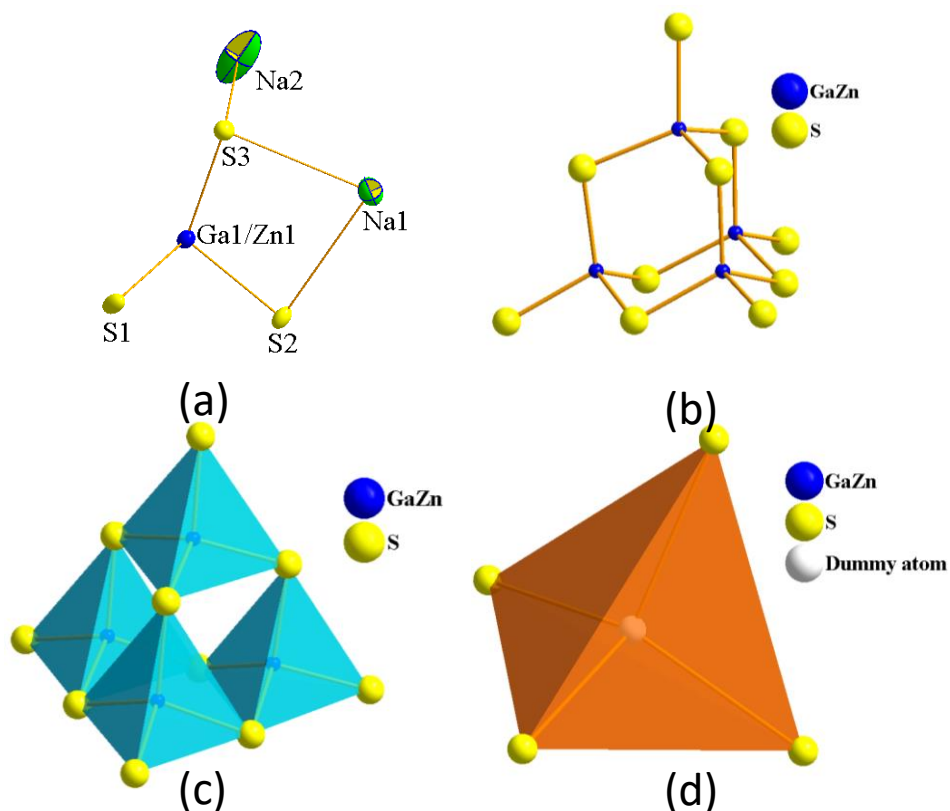 Na2
S3
Na1
Ga1/Zn1
S1
S2
(a)
GaZn
S
(b)
GaZn
S
(c)
GaZn
S
Dummy atom
(d)